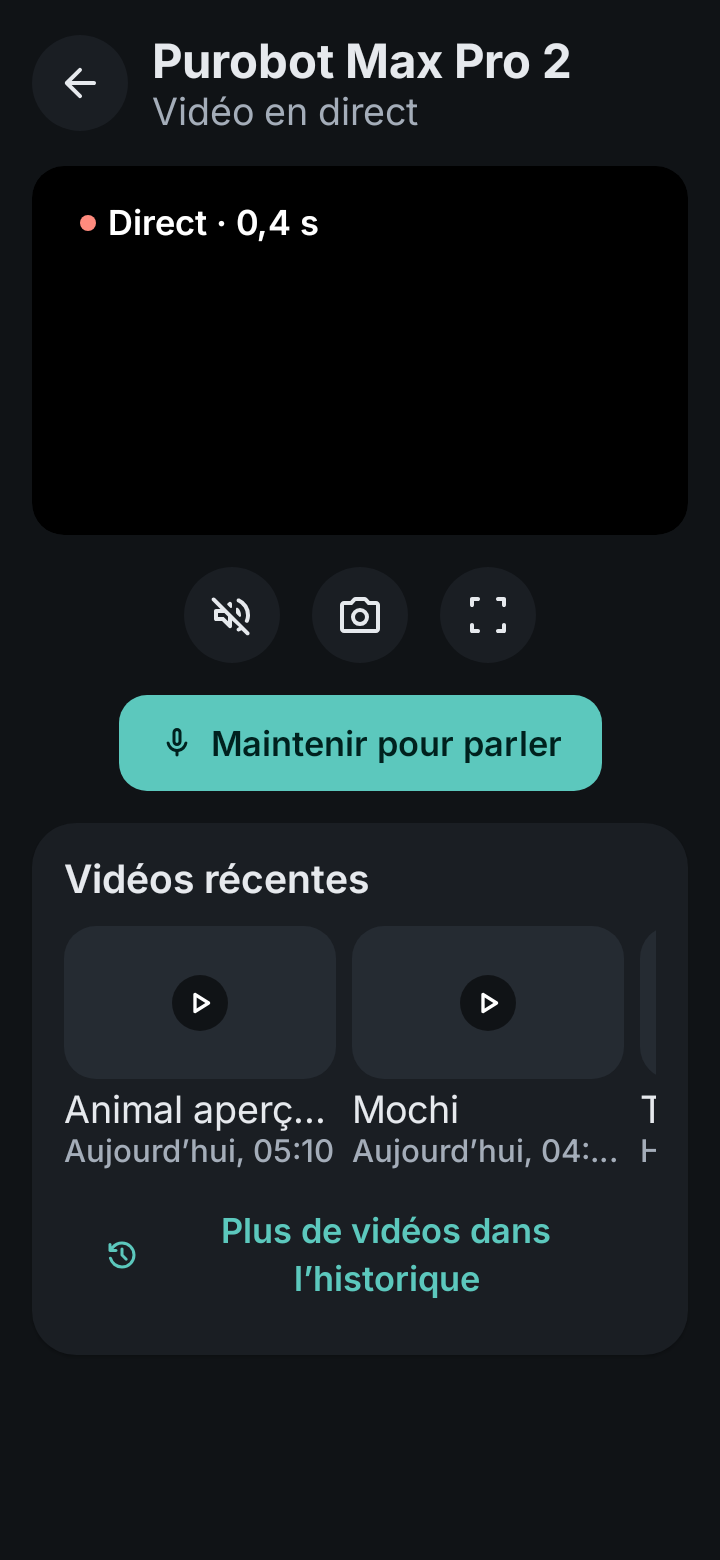 Purobot Max Pro 2
Vidéo en direct
Direct · 0,4 s
Maintenir pour parler
Vidéos récentes
Animal aperç…
Mochi
T
Aujourd’hui, 05:10
Aujourd’hui, 04:…
H
Plus de vidéos dans
l’historique